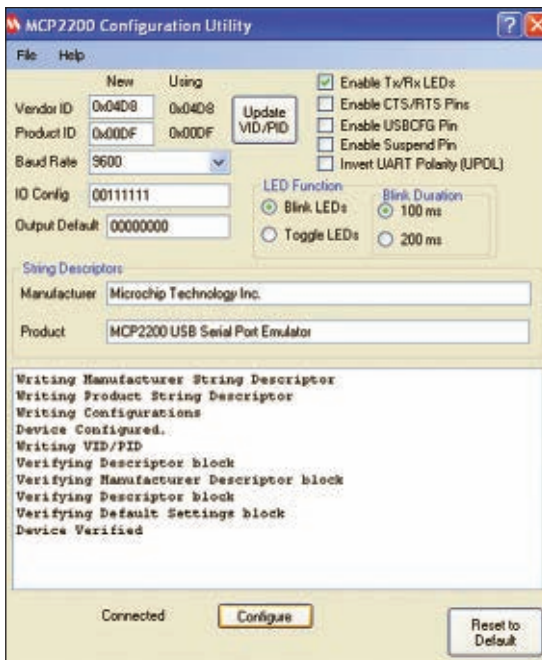 MCP2200 Configuration Utility
File Help
New Using
Vendor ID 0x04D8 0x04D8
Product ID 0x00DF 0x00DF
Update VID/PID
Baud Rate 9600
IO Config 00111111
Output Default 00000000
Enable Tx/Rx LEDs
Enable CTS/RTS Pins
Enable USBCFG Pin
Enable Suspend Pin
Invert UART Polarity (UPOL)
LED Function
Blink LEDs
Toggle LEDs
Blink Duration
100 ms
200 ms
String Descriptors
Manufacturer Microchip Technology Inc.
Product MCP2200 USB Serial Port Emulator
Writing Manufacturer String Descriptor
Writing Product String Descriptor
Writing Configurations
Device Configured.
Writing VID/PID
Verifying Descriptor block
Verifying Manufacturer Descriptor block
Verifying Descriptor block
Verifying Default Settings block
Device Verified
Connected
Configure
Reset to Default